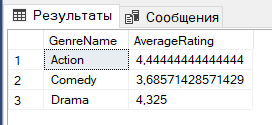 Результаты Сообщения
GenreName AverageRating
1 Action 4,44444444444444
2 Comedy 3,68571428571429
3 Drama 4,325